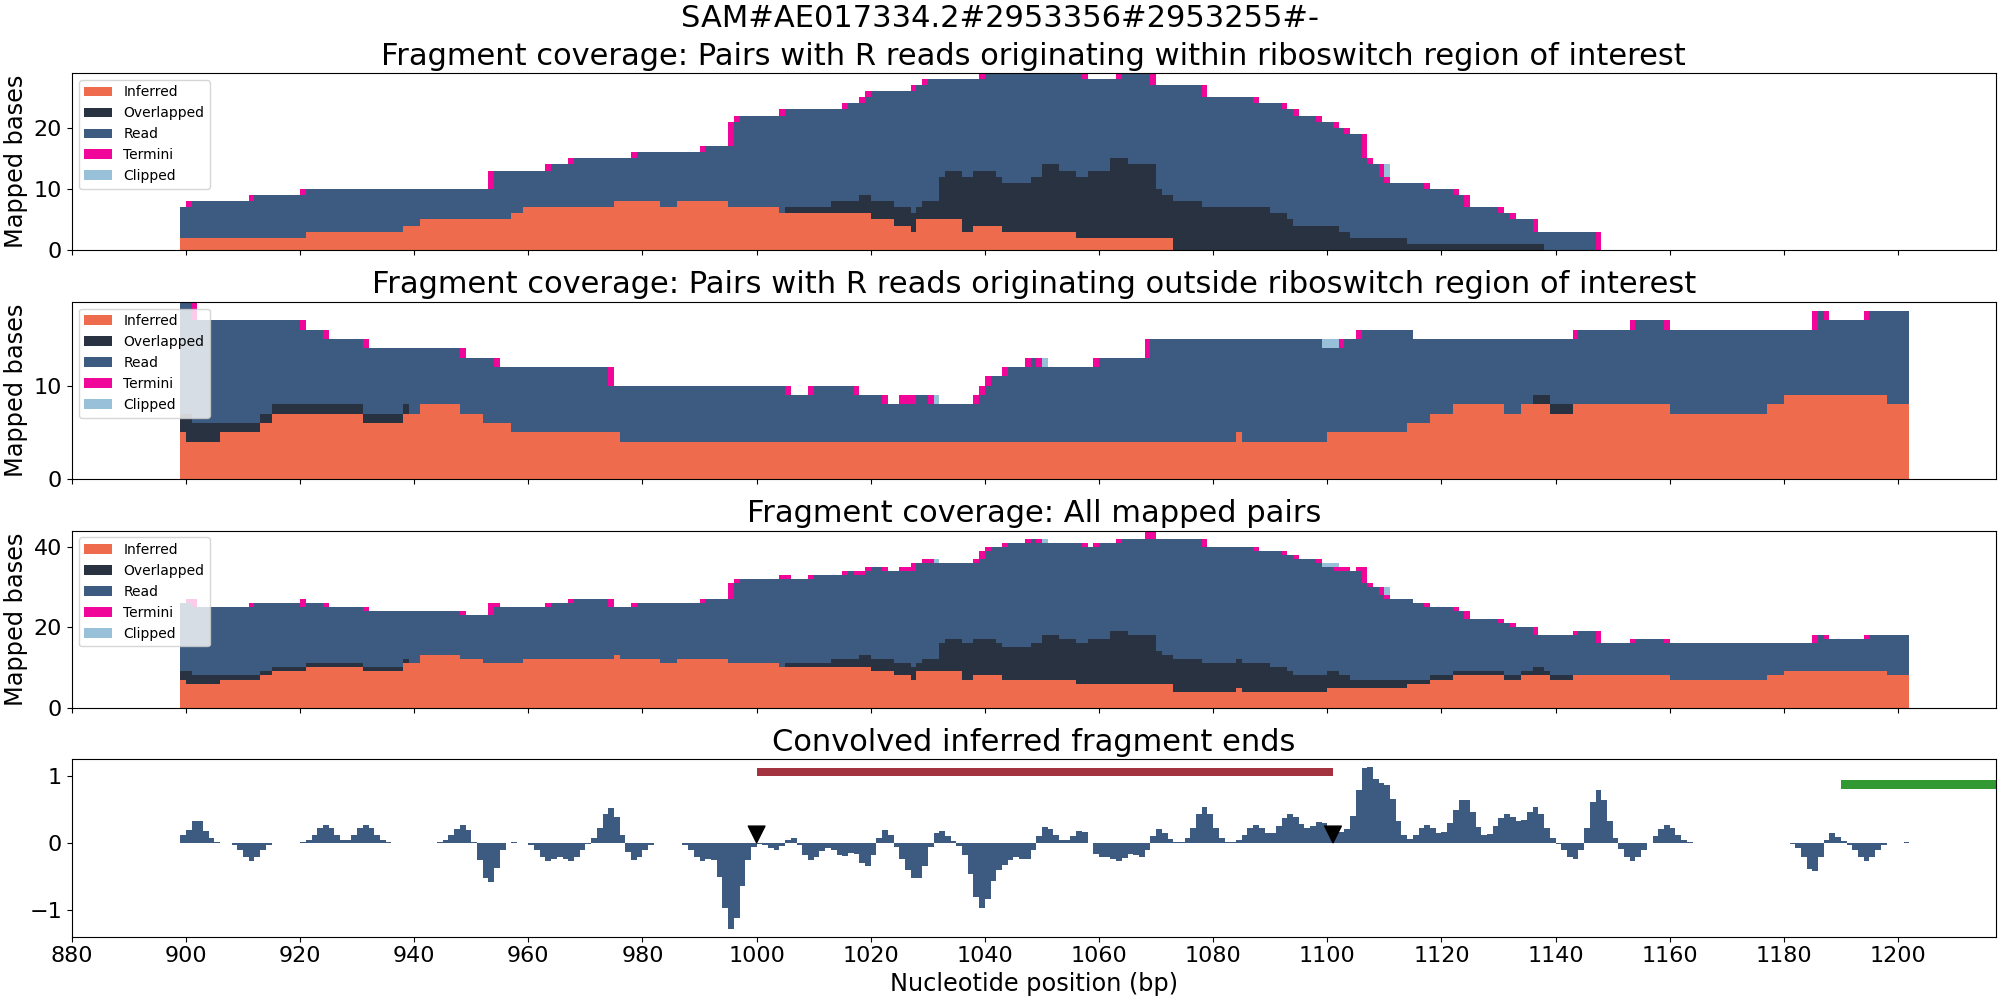 SAM#AE017334.2#2953356#2953255#-
Fragment coverage: Pairs with R reads originating within riboswitch region of interest
Mapped bases
20
10
0
Inferred
Overlapped
Read
Termini
Clipped
Fragment coverage: Pairs with R reads originating outside riboswitch region of interest
Mapped bases
10
0
Inferred
Overlapped
Read
Termini
Clipped
Fragment coverage: All mapped pairs
Mapped bases
40
20
0
Inferred
Overlapped
Read
Termini
Clipped
Convolved inferred fragment ends
1
0
−1
880 900 920 940 960 980 1000 1020 1040 1060 1080 1100 1120 1140 1160 1180 1200
Nucleotide position (bp)